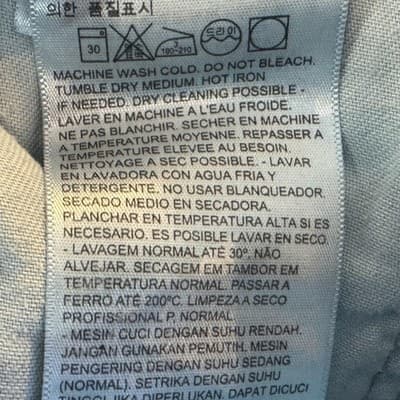 의한 품질표시
30 180~210 드라이
MACHINE WASH COLD. DO NOT BLEACH.
TUMBLE DRY MEDIUM. HOT IRON
IF NEEDED. DRY CLEANING POSSIBLE -
LAVER EN MACHINE A L'EAU FROIDE.
NE PAS BLANCHIR. SECHER EN MACHINE
A TEMPERATURE MOYENNE. REPASSER A
TEMPERATURE ELEVEE AU BESOIN.
NETTOYAGE A SEC POSSIBLE. - LAVAR
EN LAVADORA CON AGUA FRIA Y
DETERGENTE. NO USAR BLANQUEADOR.
SECADO MEDIO EN SECADORA.
PLANCHAR EN TEMPERATURA ALTA SI ES
NECESARIO. ES POSIBLE LAVAR EN SECO.
- LAVAGEM NORMAL ATÉ 30º. NÃO
ALVEJAR. SECAGEM EM TAMBOR EM
TEMPERATURA NORMAL. PASSAR A
FERRO ATÉ 200ºC. LIMPEZA A SECO
PROFISSIONAL P, NORMAL
- MESIN CUCI DENGAN SUHU RENDAH.
JANGAN GUNAKAN PEMUTIH. MESIN
PENGERING DENGAN SUHU SEDANG
(NORMAL). SETRIKA DENGAN SUHU
TINGGI JIKA DIPERLUKAN. DAPAT DICUCI